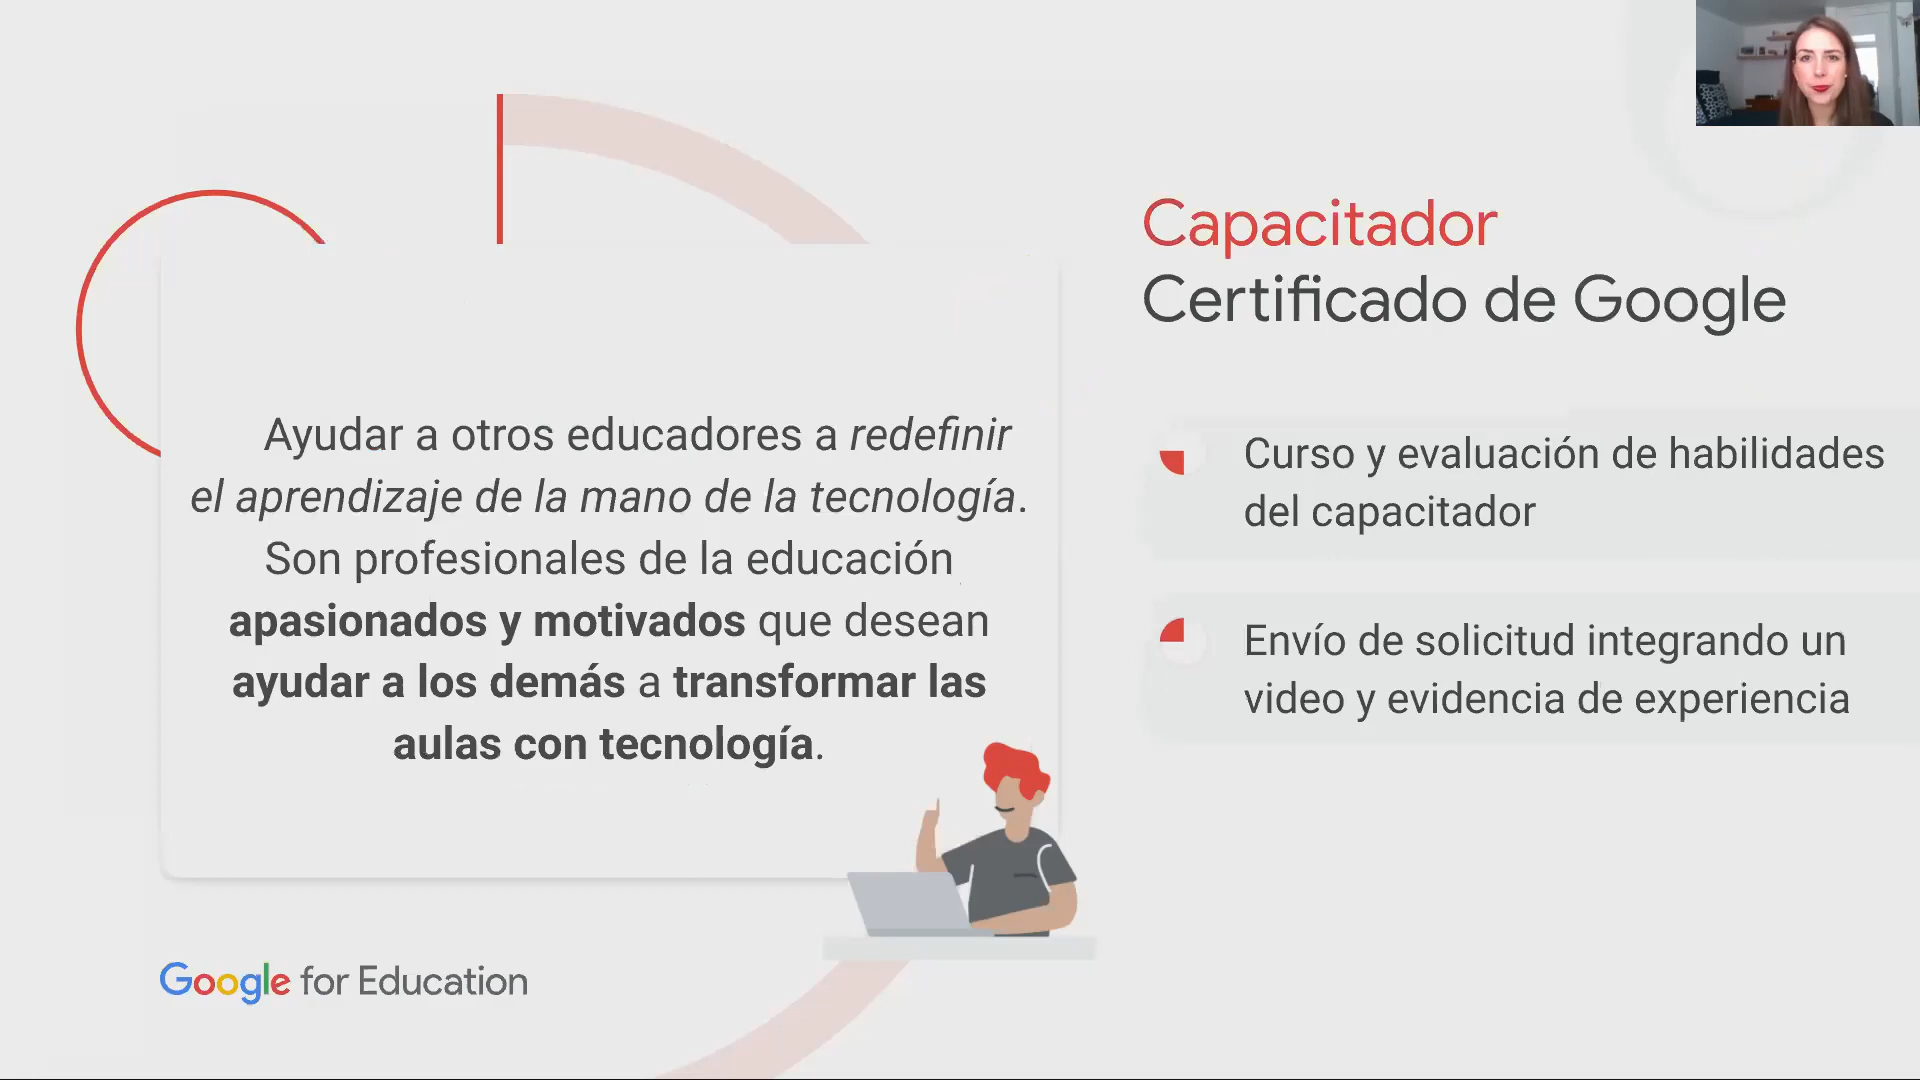 Capacitador
Certificado de Google
Ayudar a otros educadores a redefinir
el aprendizaje de la mano de la tecnología.
Son profesionales de la educación
apasionados y motivados que desean
ayudar a los demás a transformar las
aulas con tecnología.
Curso y evaluación de habilidades
del capacitador
Envío de solicitud integrando un
video y evidencia de experiencia
Google for Education